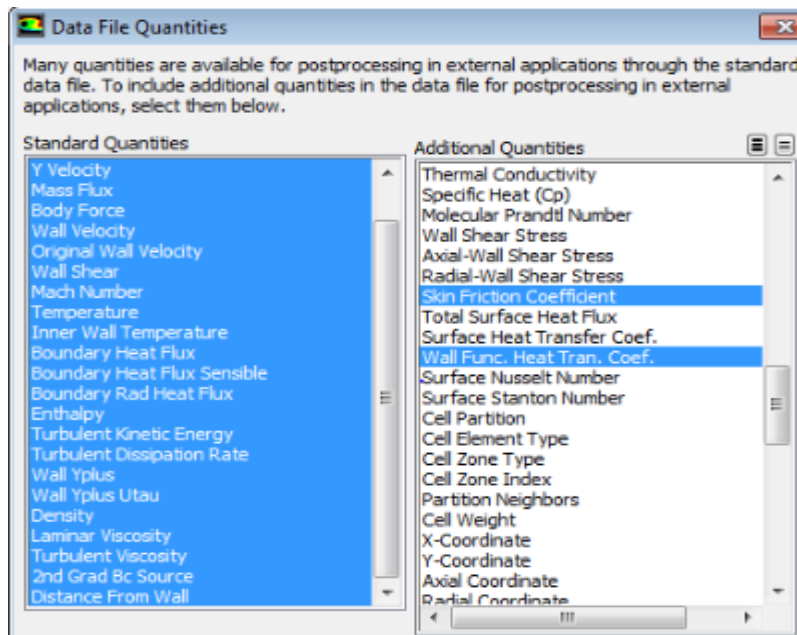 Data File Quantities
Many quantities are available for postprocessing in external applications through the standard
data file. To include additional quantities in the data file for postprocessing in external
applications, select them below.
Standard Quantities
Y Velocity
Mass Flux
Body Force
Wall Velocity
Original Wall Velocity
Wall Shear
Mach Number
Temperature
Inner Wall Temperature
Boundary Heat Flux
Boundary Heat Flux Sensible
Boundary Rad Heat Flux
Enthalpy
Turbulent Kinetic Energy
Turbulent Dissipation Rate
Wall Yplus
Wall Yplus Utau
Density
Laminar Viscosity
Turbulent Viscosity
2nd Grad Bc Source
Distance From Wall
Additional Quantities
Thermal Conductivity
Specific Heat (Cp)
Molecular Prandtl Number
Wall Shear Stress
Axial-Wall Shear Stress
Radial-Wall Shear Stress
Skin Friction Coefficient
Total Surface Heat Flux
Surface Heat Transfer Coef.
Wall Func. Heat Tran. Coef.
Surface Nusselt Number
Surface Stanton Number
Cell Partition
Cell Element Type
Cell Zone Type
Cell Zone Index
Partition Neighbors
Cell Weight
X-Coordinate
Y-Coordinate
Axial Coordinate
Radial Coordinate